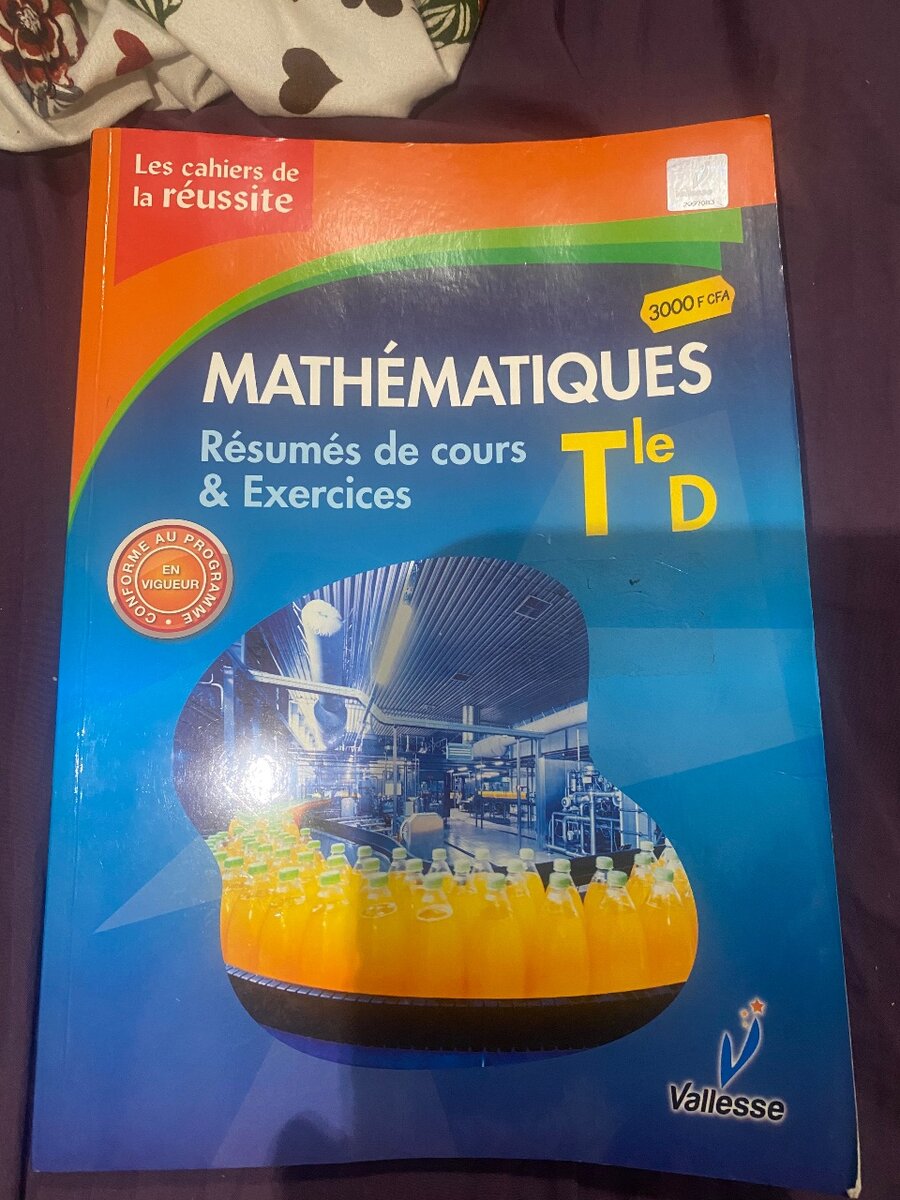 Les cahiers de
la réussite
3000 F CFA
MATHÉMATIQUES
Résumés de cours
& Exercices
Tle
D
CONFORME AU PROGRAMME
EN
VIGUEUR
Vallesse